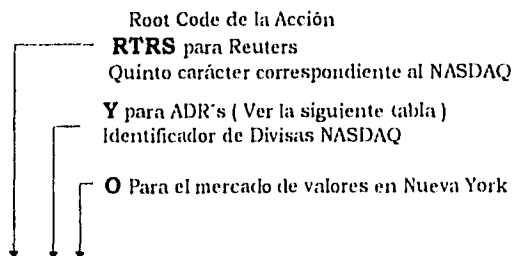 Root Code de la Acción
RTRS para Reuters
Quinto carácter correspondiente al NASDAQ
Y para ADR´s ( Ver la siguiente tabla )
Identificador de Divisas NASDAQ
O Para el mercado de valores en Nueva York